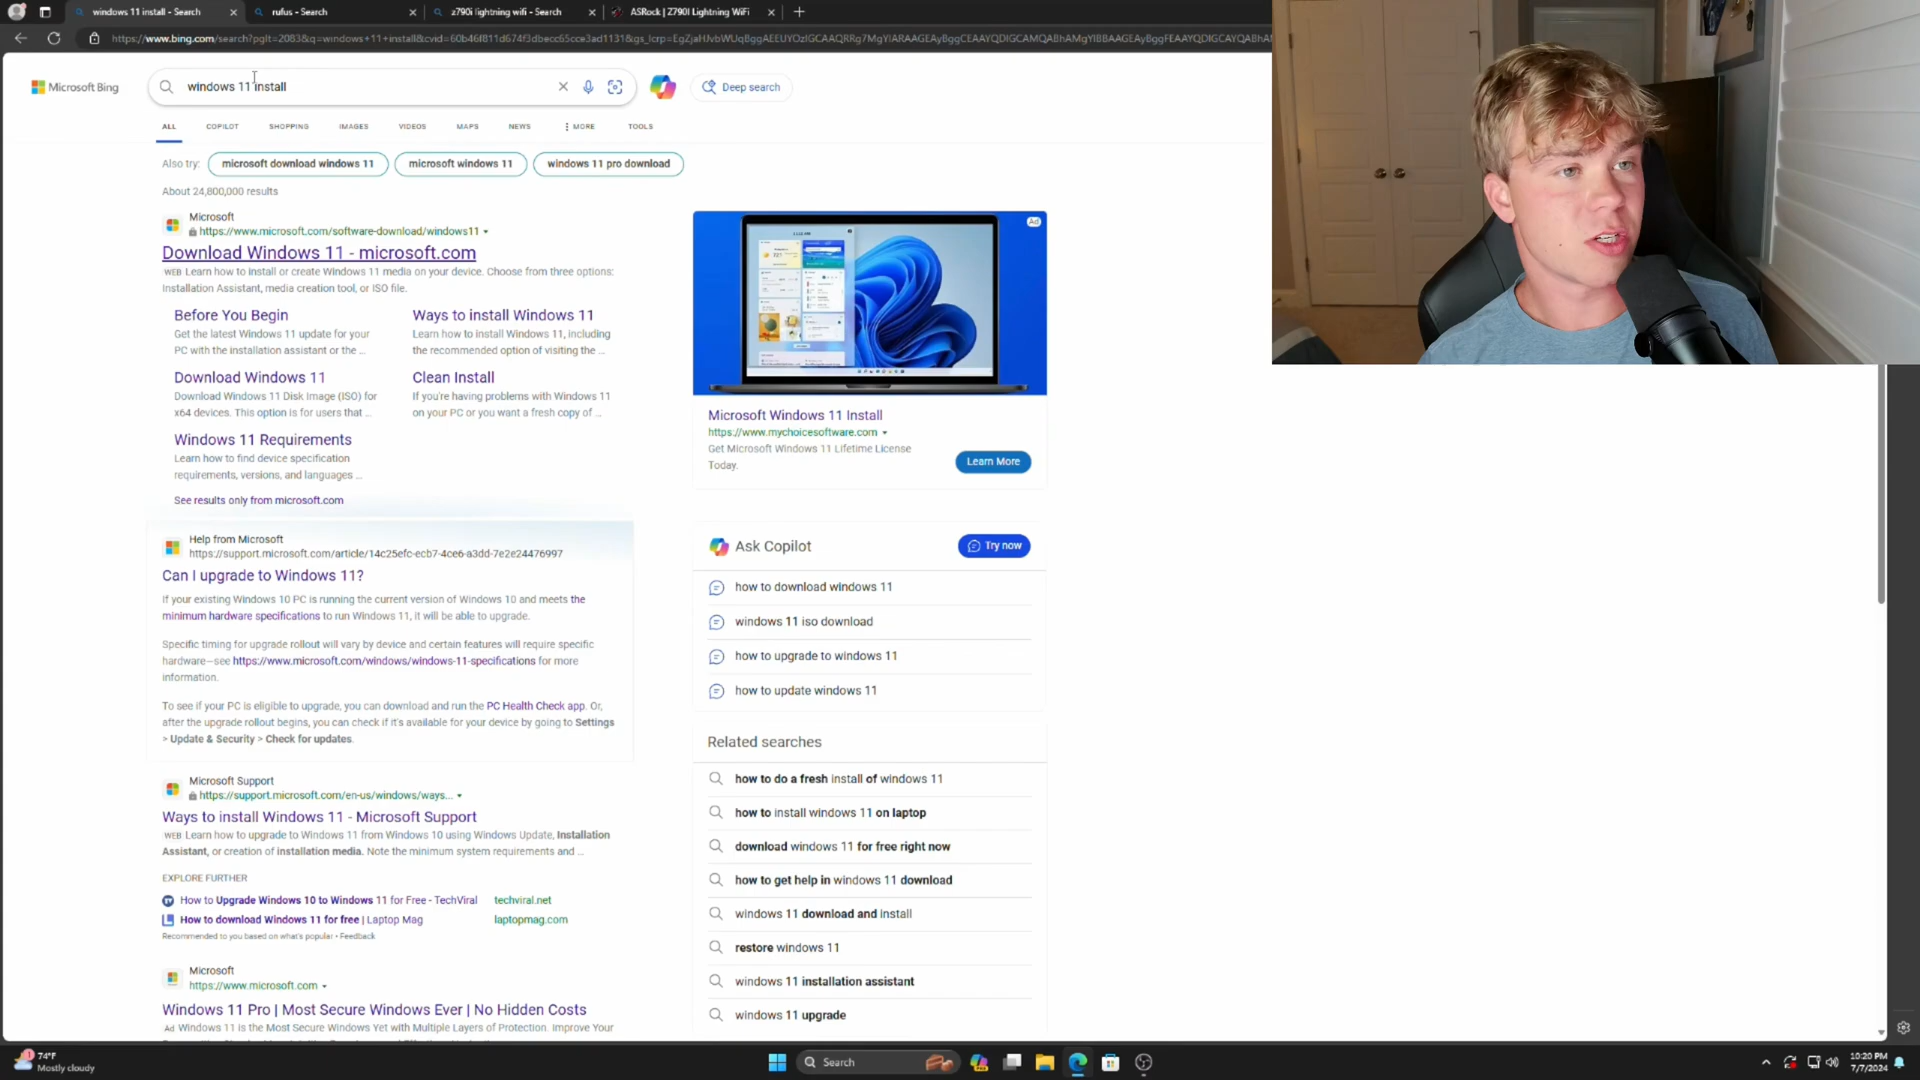 windows 11 install - Search
rufus - Search
z790i lightning wifi - Search
ASRock | Z790I Lightning WiFi
Microsoft Bing
windows 11 install
Deep search
ALL
COPILOT
SHOPPING
IMAGES
VIDEOS
MAPS
NEWS
MORE
TOOLS
Also try:
microsoft download windows 11
microsoft windows 11
windows 11 pro download
About 24,800,000 results
Microsoft
https://www.microsoft.com/software-download/windows11
Download Windows 11 - microsoft.com
WEB Learn how to install or create Windows 11 media on your device. Choose from three options:
Installation Assistant, media creation tool, or ISO file.
Before You Begin
Get the latest Windows 11 update for your
PC with the installation assistant or the ...
Ways to install Windows 11
Learn how to install Windows 11, including
the recommended option of visiting the ...
Download Windows 11
Download Windows 11 Disk Image (ISO) for
x64 devices. This option is for users that ...
Clean Install
If you're having problems with Windows 11
on your PC or you want a fresh copy of ...
Windows 11 Requirements
Learn how to find device specification
requirements, versions, and languages ...
See results only from microsoft.com
Help from Microsoft
https://support.microsoft.com/article/14c25efc-ecb7-4ce6-a3dd-7e2e24476997
Can I upgrade to Windows 11?
If your existing Windows 10 PC is running the current version of Windows 10 and meets the
minimum hardware specifications to run Windows 11, it will be able to upgrade.
Specific timing for upgrade rollout will vary by device and certain features will require specific
hardware—see https://www.microsoft.com/windows/windows-11-specifications for more
information.
To see if your PC is eligible to upgrade, you can download and run the PC Health Check app. Or,
after the upgrade rollout begins, you can check if it's available for your device by going to Settings
> Update & Security > Check for updates.
Microsoft Support
https://support.microsoft.com/en-us/windows/ways...
Ways to install Windows 11 - Microsoft Support
WEB Learn how to upgrade to Windows 11 from Windows 10 using Windows Update, Installation
Assistant, or creation of installation media. Note the minimum system requirements and ...
EXPLORE FURTHER
How to Upgrade Windows 10 to Windows 11 for Free - TechViral
techviral.net
How to download Windows 11 for free | Laptop Mag
laptopmag.com
Recommended to you based on what's popular • Feedback
Microsoft
https://www.microsoft.com
Windows 11 Pro | Most Secure Windows Ever | No Hidden Costs
Ad Windows 11 is the Most Secure Windows Yet with Multiple Layers of Protection. Improve Your
Ad
Microsoft Windows 11 Install
https://www.mychoicesoftware.com
Get Microsoft Windows 11 Lifetime License
Today.
Learn More
Ask Copilot
Try now
how to download windows 11
windows 11 iso download
how to upgrade to windows 11
how to update windows 11
Related searches
how to do a fresh install of windows 11
how to install windows 11 on laptop
download windows 11 for free right now
how to get help in windows 11 download
windows 11 download and install
restore windows 11
windows 11 installation assistant
windows 11 upgrade
74°F
Mostly cloudy
Search
10:20 PM
7/7/2024